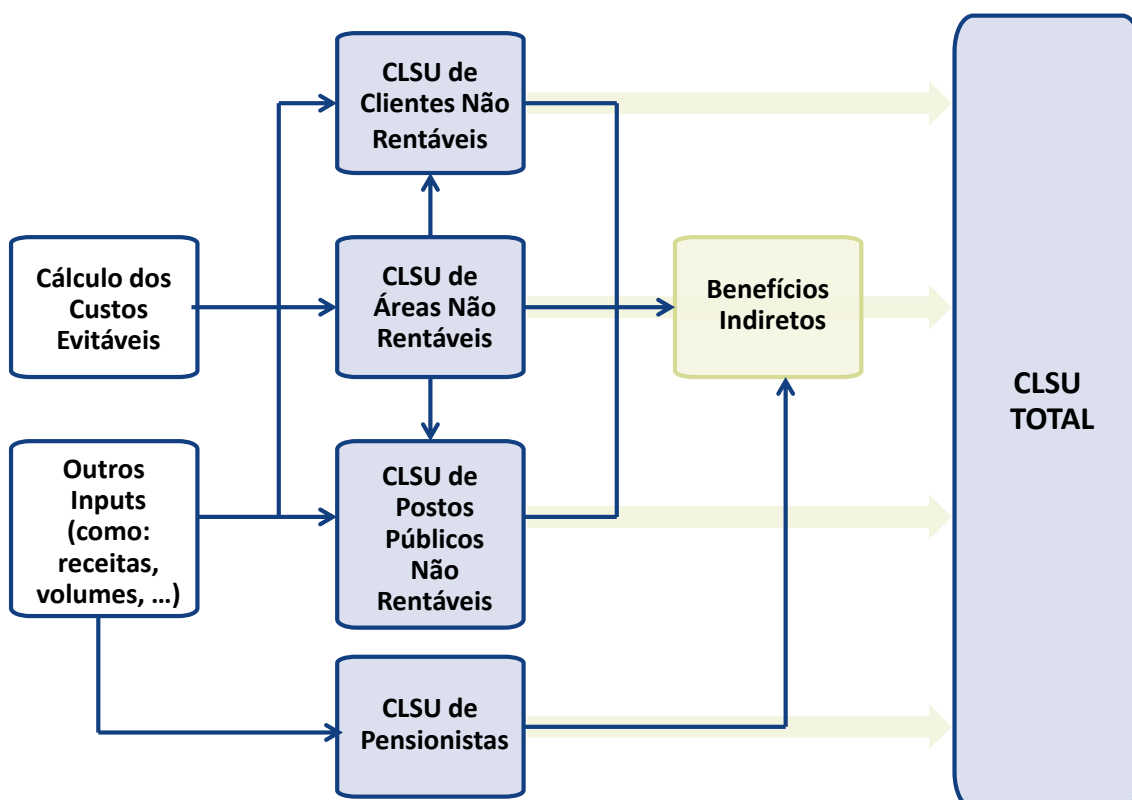 CLSU de
Clientes Não
Rentáveis
Cálculo dos
Custos
Evitáveis
CLSU de
Áreas Não
Rentáveis
Benefícios
Indiretos
CLSU
TOTAL
Outros
Inputs
(como:
receitas,
volumes, ...)
CLSU de
Postos
Públicos
Não
Rentáveis
CLSU de
Pensionistas